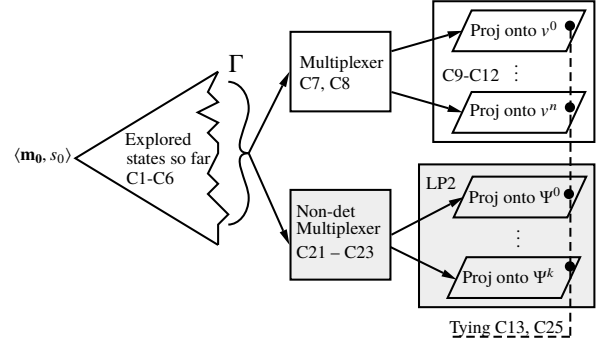 ⟨m₀, s₀⟩
Explored
states so far
C1-C6
Γ
Multiplexer
C7, C8
Proj onto v⁰
C9-C12 ⋮
Proj onto vⁿ
Non-det
Multiplexer
C21 – C23
LP2
Proj onto Ψ⁰
⋮
Proj onto Ψᵏ
Tying C13, C25